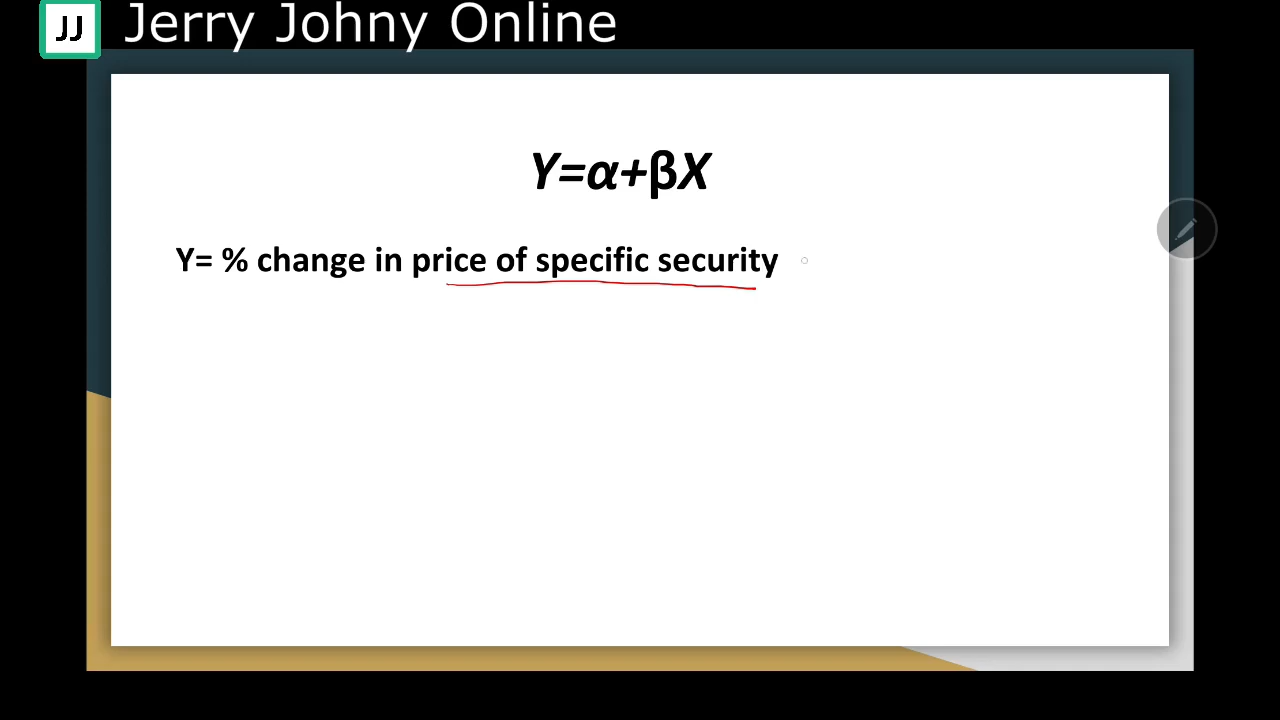 JJ Jerry Johny Online
Y=α+βX
Y= % change in price of specific security